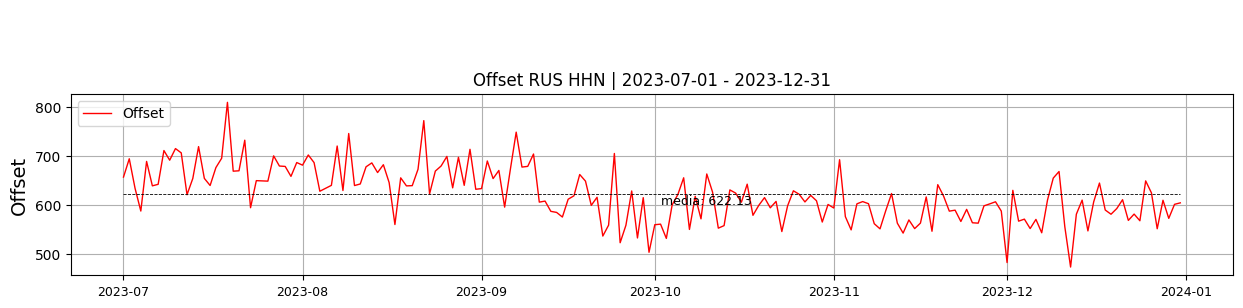 Offset RUS HHN | 2023-07-01 - 2023-12-31
Offset
Offset
800
700
600
500
média: 622.13
2023-07 2023-08 2023-09 2023-10 2023-11 2023-12 2024-01